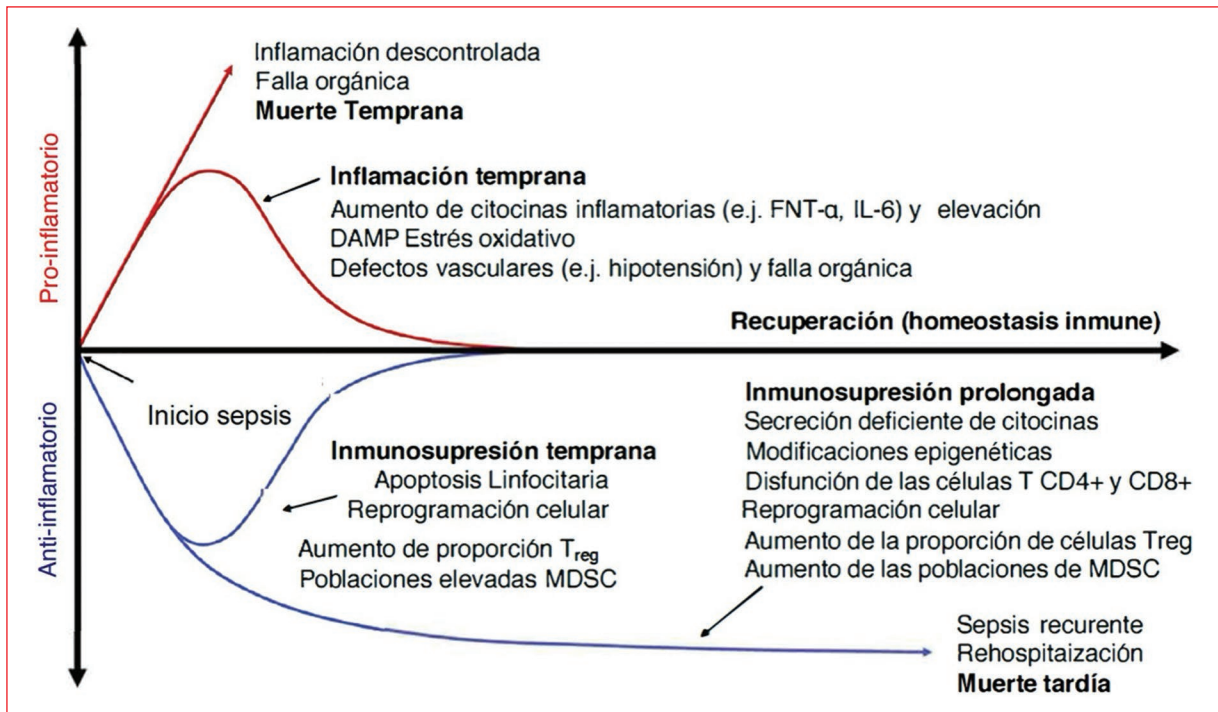 Inflamación descontrolada
Falla orgánica
Muerte Temprana
Pro-inflamatorio
Inflamación temprana
Aumento de citocinas inflamatorias (e.j. FNT-α, IL-6) y elevación
DAMP Estrés oxidativo
Defectos vasculares (e.j. hipotensión) y falla orgánica
Recuperación (homeostasis inmune)
Inicio sepsis
Anti-inflamatorio
Inmunosupresión temprana
Apoptosis Linfocitaria
Reprogramación celular
Aumento de proporción Treg
Poblaciones elevadas MDSC
Inmunosupresión prolongada
Secreción deficiente de citocinas
Modificaciones epigenéticas
Disfunción de las células T CD4+ y CD8+
Reprogramación celular
Aumento de la proporción de células Treg
Aumento de las poblaciones de MDSC
Sepsis recurente
Rehospitaización
Muerte tardía